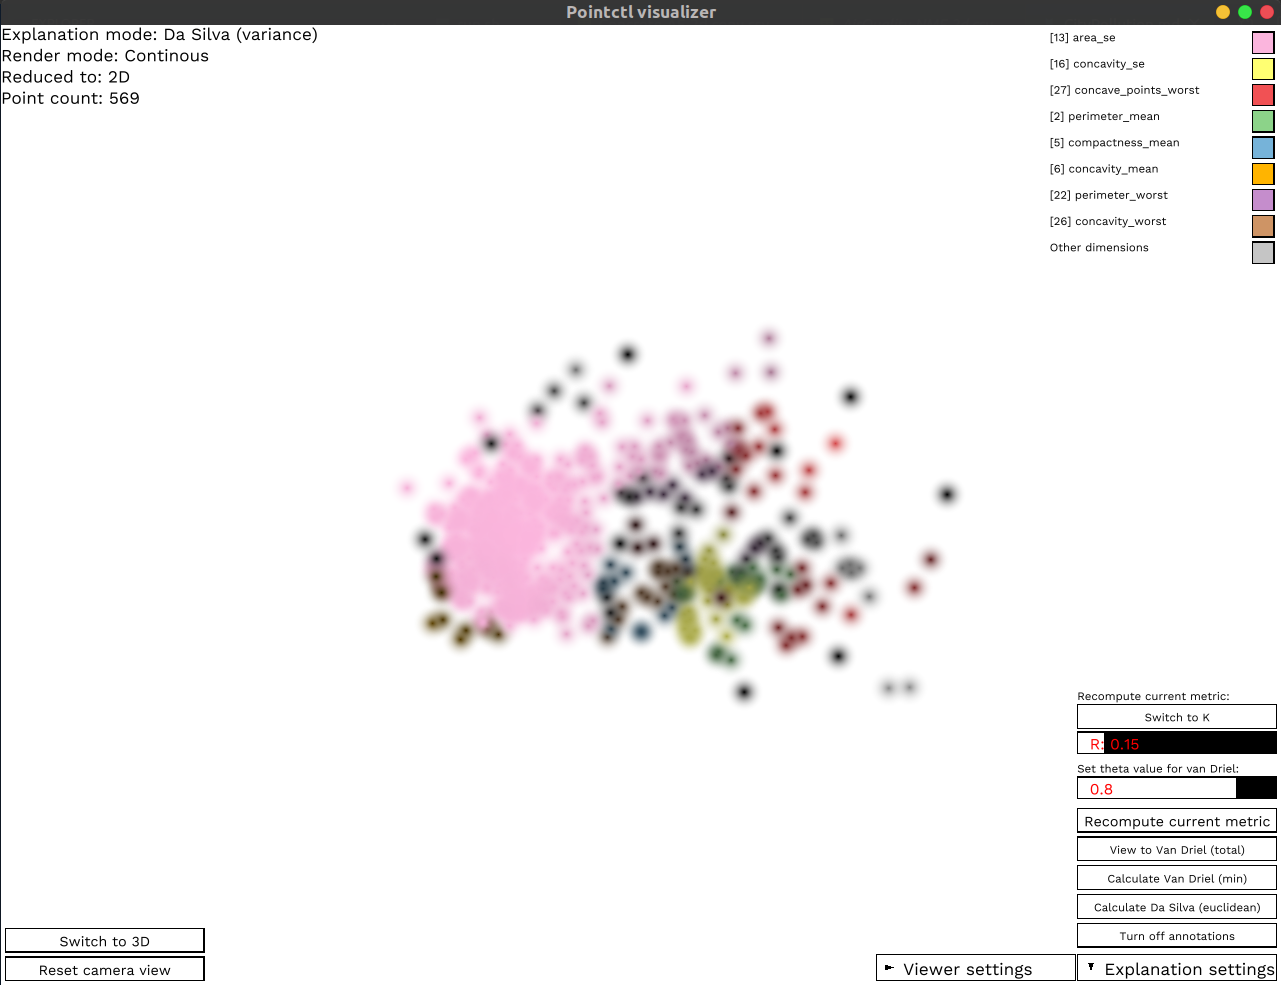 Pointctl visualizer
Explanation mode: Da Silva (variance)
Render mode: Continous
Reduced to: 2D
Point count: 569
[13] area_se
[16] concavity_se
[27] concave_points_worst
[2] perimeter_mean
[5] compactness_mean
[6] concavity_mean
[22] perimeter_worst
[26] concavity_worst
Other dimensions
Recompute current metric:
Switch to K
R: 0.15
Set theta value for van Driel:
0.8
Recompute current metric
View to Van Driel (total)
Calculate Van Driel (min)
Calculate Da Silva (euclidean)
Turn off annotations
Switch to 3D
Reset camera view
Viewer settings
Explanation settings